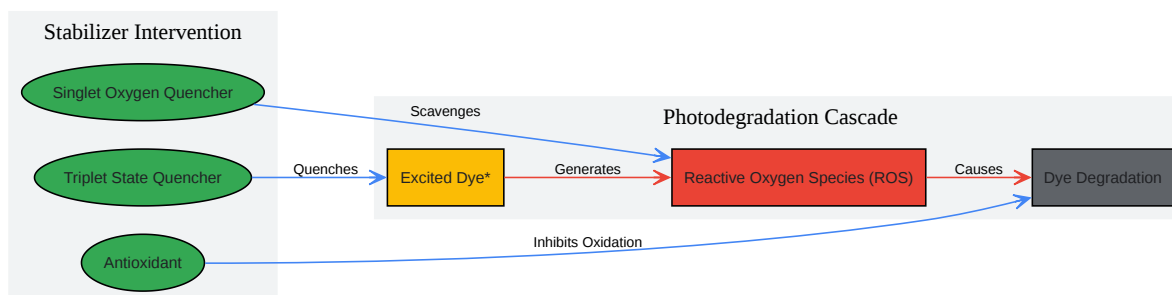 Stabilizer Intervention
Singlet Oxygen Quencher
Scavenges
Photodegradation Cascade
Triplet State Quencher
Quenches
Excited Dye*
Generates
Reactive Oxygen Species (ROS)
Causes
Dye Degradation
Antioxidant
Inhibits Oxidation